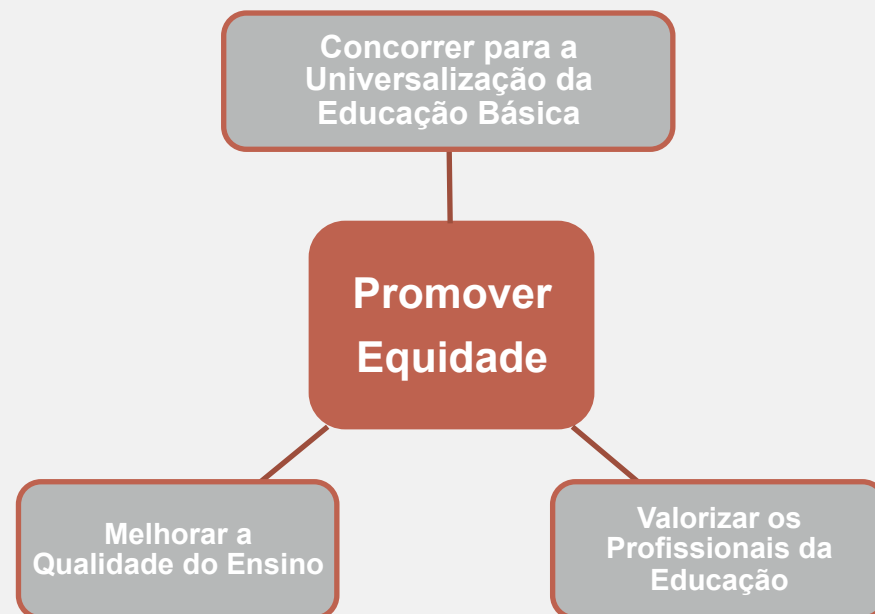 Concorrer para a
Universalização da
Educação Básica
Promover
Equidade
Melhorar a
Qualidade do Ensino
Valorizar os
Profissionais da
Educação